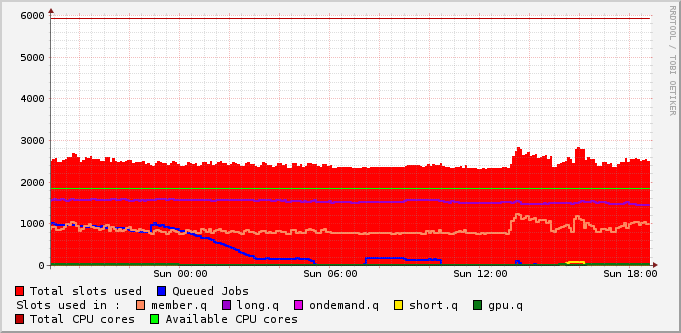 6000
5000
4000
3000
2000
1000
0
Sun 00:00 Sun 06:00 Sun 12:00 Sun 18:00
Total slots used Queued Jobs
Slots used in : member.q long.q ondemand.q short.q gpu.q
Total CPU cores Available CPU cores
RRDTOOL / TOBI OETIKER